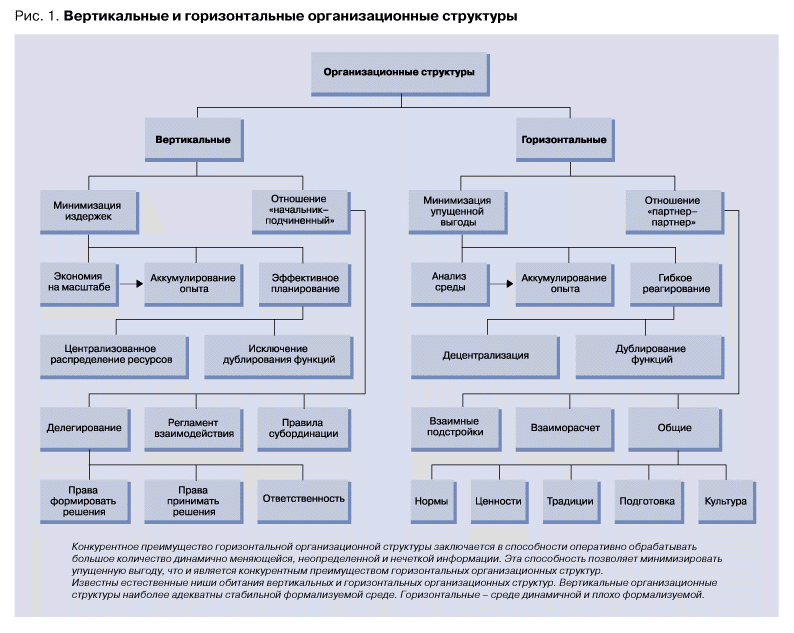 Рис. 1. Вертикальные и горизонтальные организационные структуры
Организационные структуры
Вертикальные
Горизонтальные
Минимизация
издержек
Отношение
«начальник–
подчиненный»
Минимизация
упущенной
выгоды
Отношение
«партнер–
партнер»
Экономия
на масштабе
Аккумулирование
опыта
Эффективное
планирование
Анализ
среды
Аккумулирование
опыта
Гибкое
реагирование
Централизованное
распределение ресурсов
Исключение
дублирования функций
Децентрализация
Дублирование
функций
Делегирование
Регламент
взаимодействия
Правила
субординации
Взаимные
подстройки
Взаиморасчет
Общие
Права
формировать
решения
Права
принимать
решения
Ответственность
Нормы
Ценности
Традиции
Подготовка
Культура
Конкурентное преимущество горизонтальной организационной структуры заключается в способности оперативно обрабатывать
большое количество динамично меняющейся, неопределенной и нечеткой информации. Эта способность позволяет минимизировать
упущенную выгоду, что и является конкурентным преимуществом горизонтальных организационных структур.
Известны естественные ниши обитания вертикальных и горизонтальных организационных структур. Вертикальные организационные
структуры наиболее адекватны стабильной формализуемой среде. Горизонтальные – среде динамичной и плохо формализуемой.